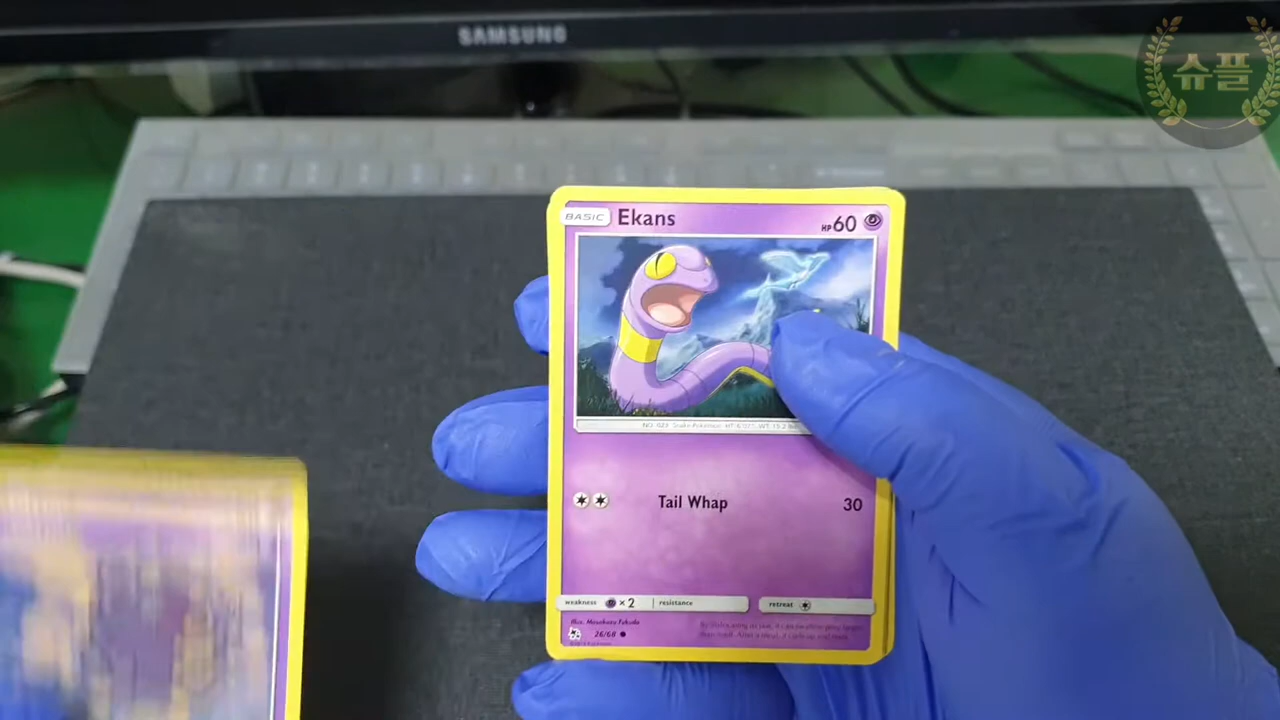 SAMSUNG
슈플
BASIC Ekans HP60
Tail Whap 30
weakness ×2 resistance retreat
Illus. Masakazu Fukuda
26/68